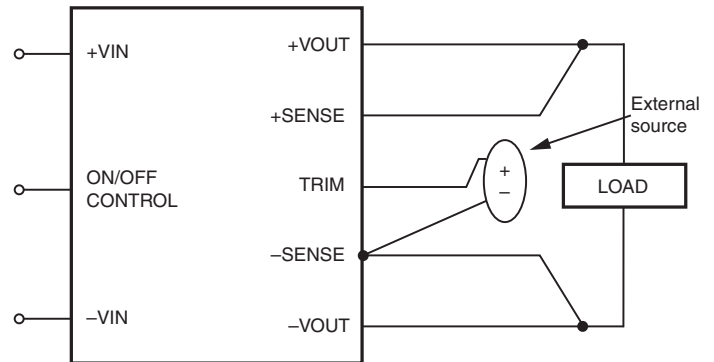 +VIN
ON/OFF
CONTROL
–VIN
+VOUT
+SENSE
TRIM
–SENSE
–VOUT
+
–
External
source
LOAD